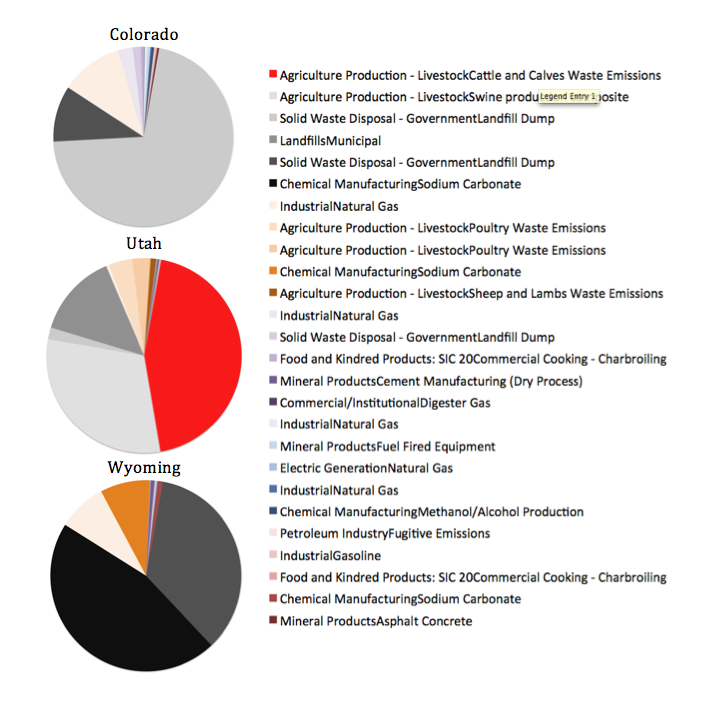 Colorado
Utah
Wyoming
Agriculture Production - LivestockCattle and Calves Waste Emissions
Agriculture Production - LivestockSwine produ
Legend Entry 1
osite
Solid Waste Disposal - GovernmentLandfill Dump
LandfillsMunicipal
Solid Waste Disposal - GovernmentLandfill Dump
Chemical ManufacturingSodium Carbonate
IndustrialNatural Gas
Agriculture Production - LivestockPoultry Waste Emissions
Agriculture Production - LivestockPoultry Waste Emissions
Chemical ManufacturingSodium Carbonate
Agriculture Production - LivestockSheep and Lambs Waste Emissions
IndustrialNatural Gas
Solid Waste Disposal - GovernmentLandfill Dump
Food and Kindred Products: SIC 20Commercial Cooking - Charbroiling
Mineral ProductsCement Manufacturing (Dry Process)
Commercial/InstitutionalDigester Gas
IndustrialNatural Gas
Mineral ProductsFuel Fired Equipment
Electric GenerationNatural Gas
IndustrialNatural Gas
Chemical ManufacturingMethanol/Alcohol Production
Petroleum IndustryFugitive Emissions
IndustrialGasoline
Food and Kindred Products: SIC 20Commercial Cooking - Charbroiling
Chemical ManufacturingSodium Carbonate
Mineral ProductsAsphalt Concrete